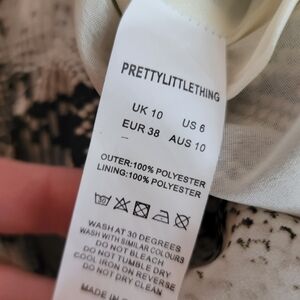 PRETTYLITTLETHING
UK 10 US 6
EUR 38 AUS 10
OUTER:100% POLYESTER
LINING:100% POLYESTER
WASH AT 30 DEGREES
WASH WITH SIMILAR COLOURS
DO NOT BLEACH
DO NOT TUMBLE DRY
COOL IRON ON REVERSE
DO NOT DRY CLEAN
MADE IN